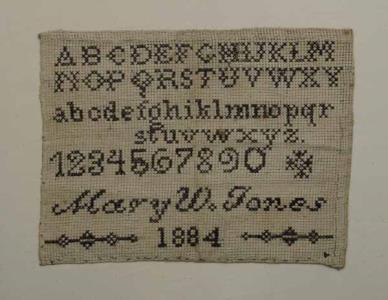 ABCDEFGHIJKLM
NOPQRSTUVWXY
abcdefghiklmnopqr
stuvwxyz.
1234567890
Mary W. Jones
1884